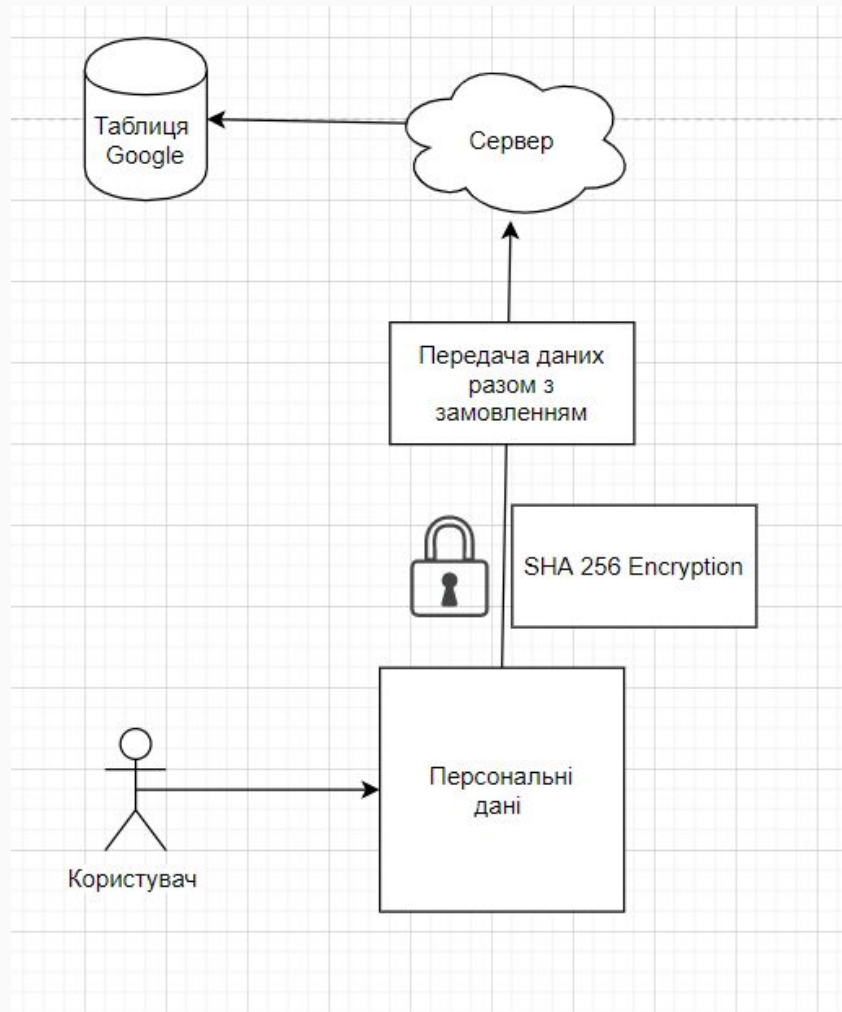 Таблиця
Google
Сервер
Передача даних
разом з
замовленням
SHA 256 Encryption
Персональні
дані
Користувач